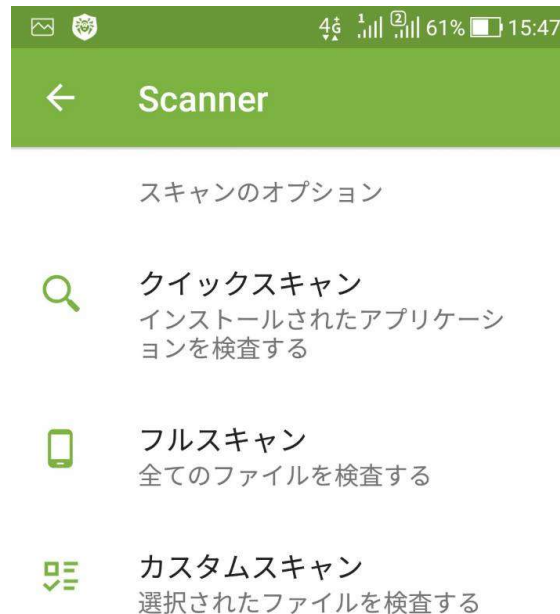 4G 1 2 61% 15:47
Scanner
スキャンのオプション
クイックスキャン
インストールされたアプリケーシ
ョンを検査する
フルスキャン
全てのファイルを検査する
カスタムスキャン
選択されたファイルを検査する